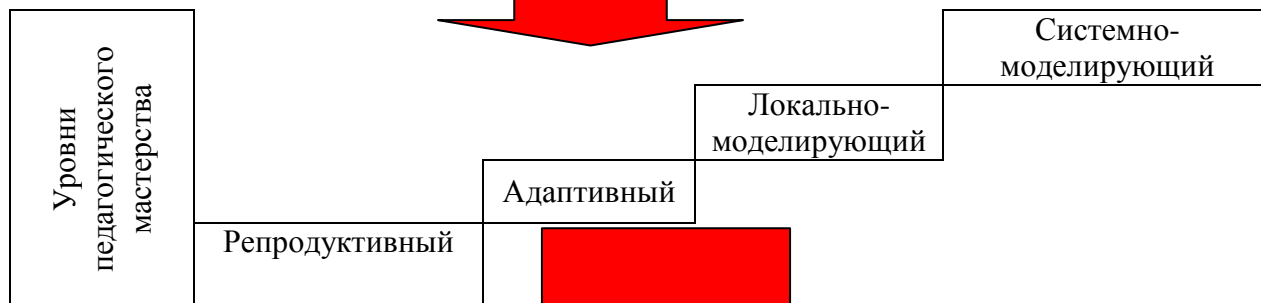 Уровни
педагогического
мастерства
Репродуктивный
Адаптивный
Локально-
моделирующий
Системно-
моделирующий